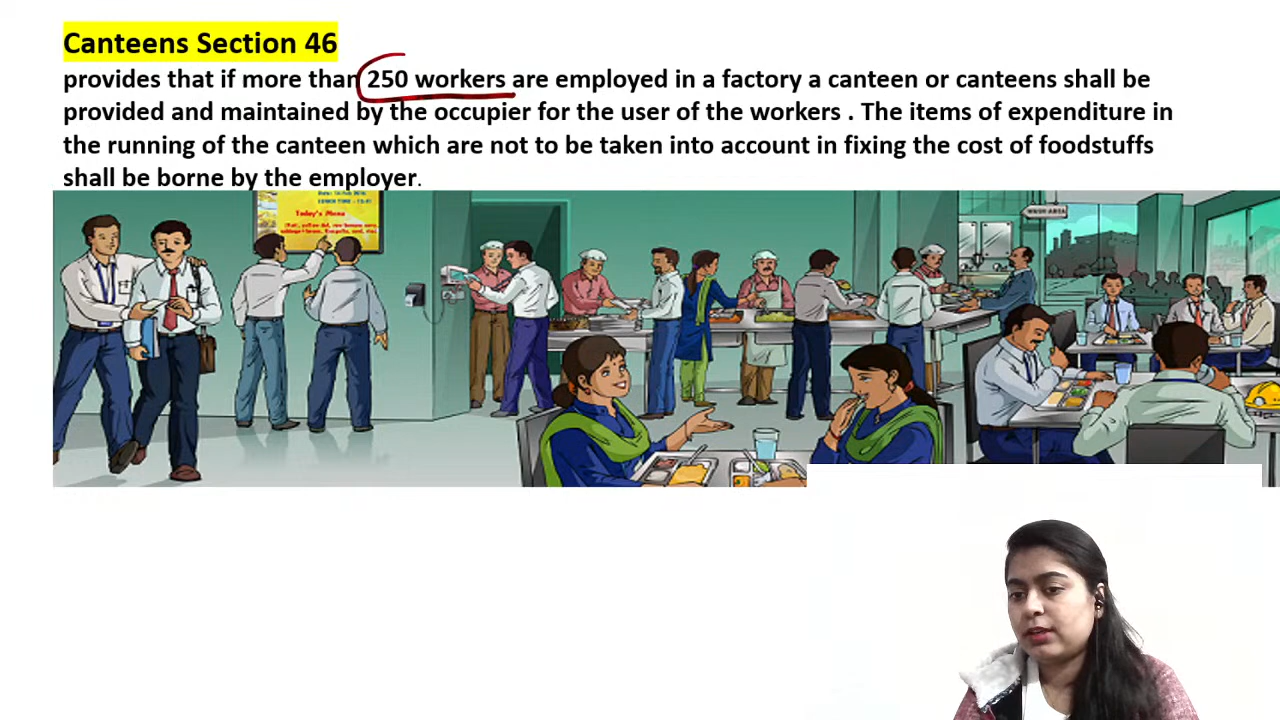 Canteens Section 46
provides that if more than 250 workers are employed in a factory a canteen or canteens shall be
provided and maintained by the occupier for the user of the workers . The items of expenditure in
the running of the canteen which are not to be taken into account in fixing the cost of foodstuffs
shall be borne by the employer.
Today's Menu
WASH AREA